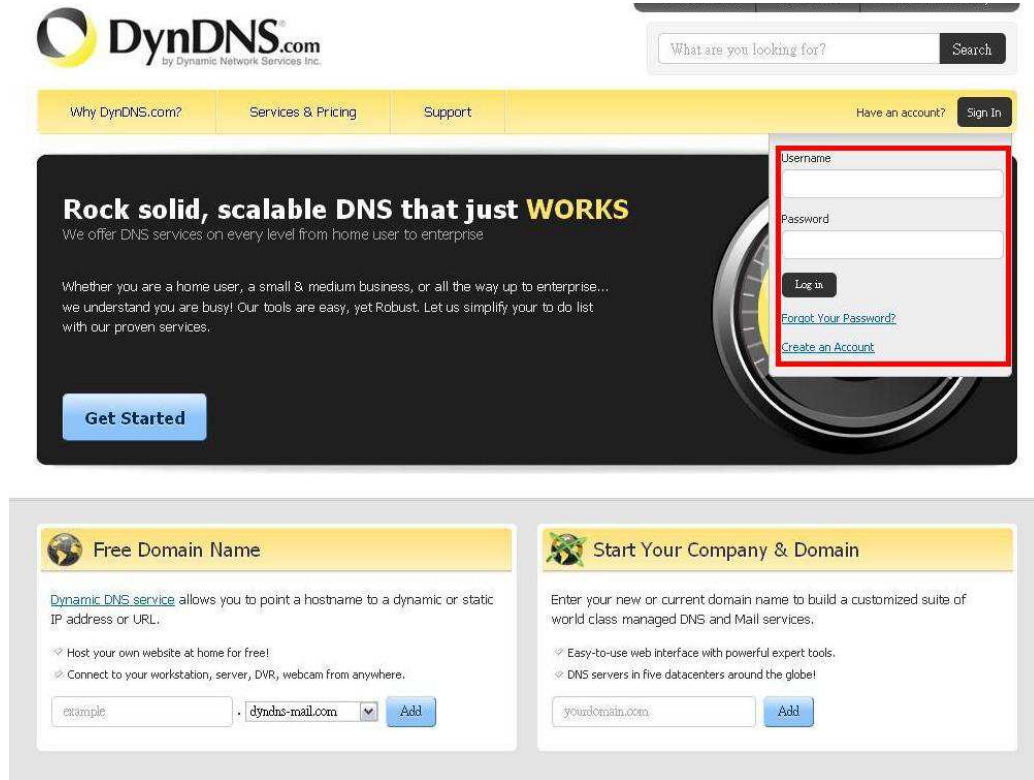 DynDNS.com
by Dynamic Network Services Inc.
What are you looking for?
Search
Why DynDNS.com?
Services & Pricing
Support
Have an account?
Sign In
Username
Password
Log in
Forgot Your Password?
Create an Account
Rock solid, scalable DNS that just WORKS
We offer DNS services on every level from home user to enterprise
Whether you are a home user, a small & medium business, or all the way up to enterprise...
we understand you are busy! Our tools are easy, yet Robust. Let us simplify your to do list
with our proven services.
Get Started
Free Domain Name
Dynamic DNS service allows you to point a hostname to a dynamic or static
IP address or URL.
Host your own website at home for free!
Connect to your workstation, server, DVR, webcam from anywhere.
example
. dyndns-mail.com
Add
Start Your Company & Domain
Enter your new or current domain name to build a customized suite of
world class managed DNS and Mail services.
Easy-to-use web interface with powerful expert tools.
DNS servers in five datacenters around the globe!
yourdomain.com
Add